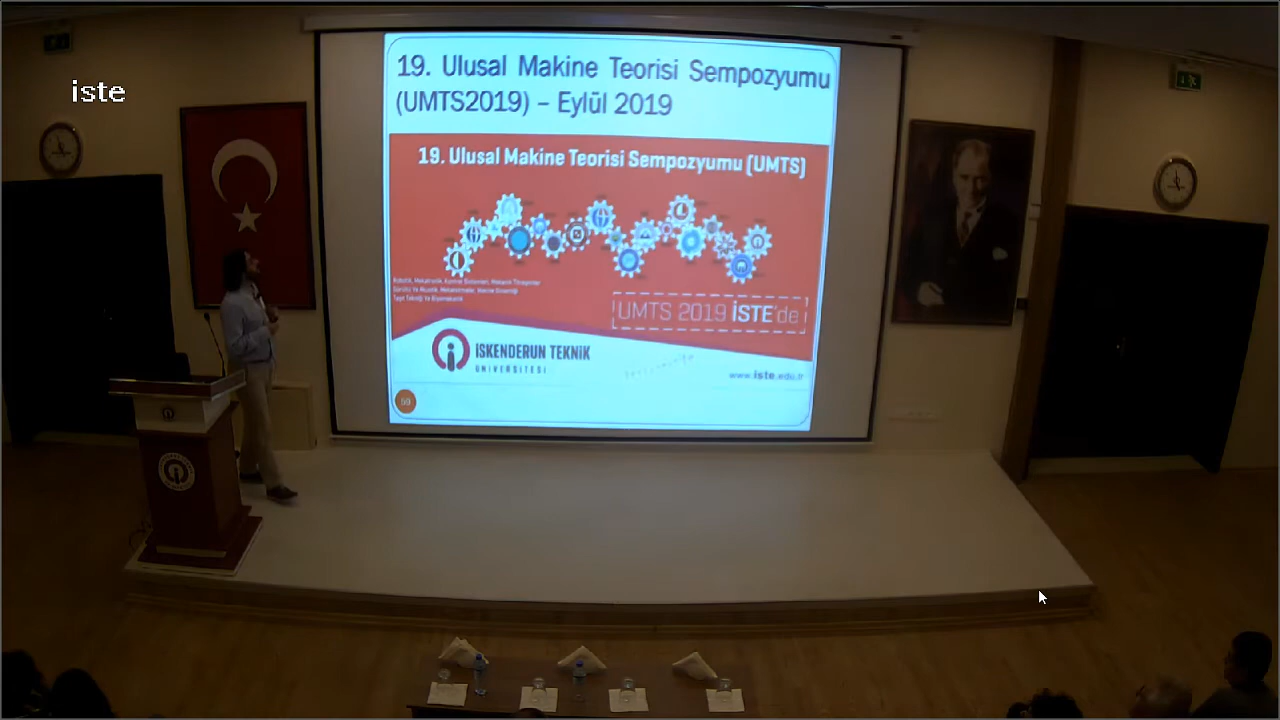 iste
19. Ulusal Makine Teorisi Sempozyumu
(UMTS2019) – Eylül 2019
19. Ulusal Makine Teorisi Sempozyumu (UMTS)
UMTS 2019 İSTE'de
İSKENDERUN TEKNİK
ÜNİVERSİTESİ
www.iste.edu.tr